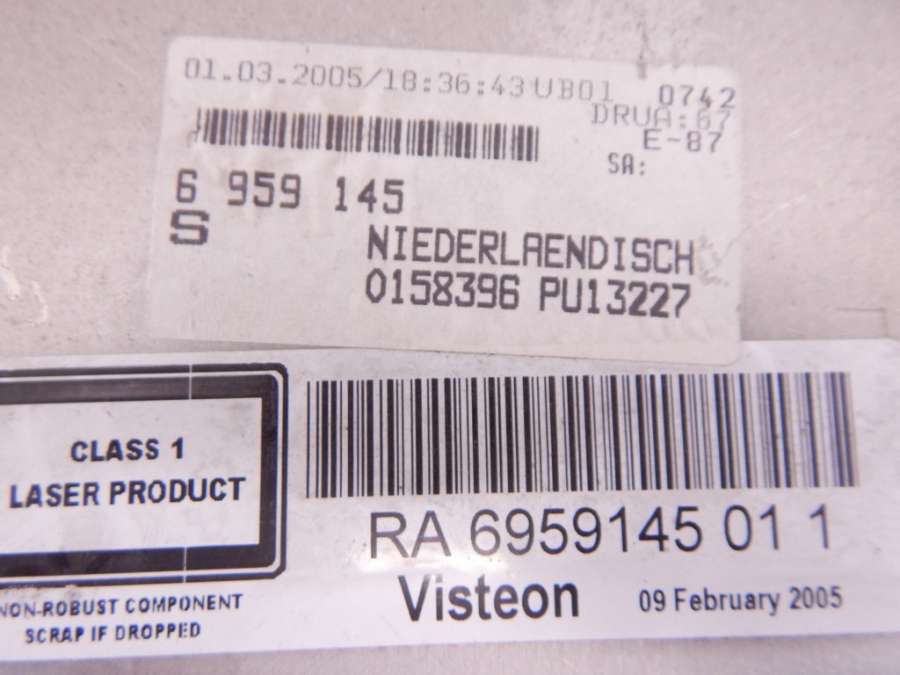 01.03.2005/18:36:43 UB01 0742
DRUA:67
E-87
SA:
6 959 145
S
NIEDERLAENDISCH
0158396 PU13227
CLASS 1
LASER PRODUCT
NON-ROBUST COMPONENT
SCRAP IF DROPPED
RA 6959145 01 1
Visteon 09 February 2005